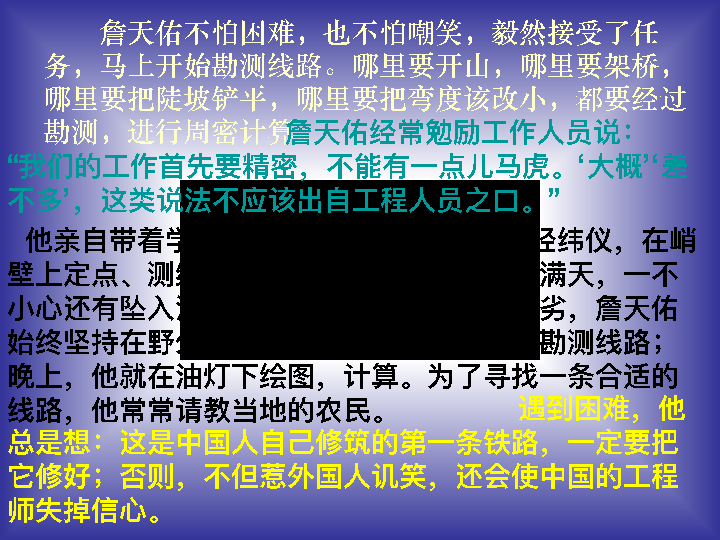 詹天佑不怕困难，也不怕嘲笑，毅然接受了任
务，马上开始勘测线路。哪里要开山，哪里要架桥，
哪里要把陡坡铲平，哪里要把弯度该改小，都要经过
勘测，进行周密计算
詹天佑经常勉励工作人员说：
“我们的工作首先要精密，不能有一点儿马虎。‘大概’‘差
不多’，这类说法不应该出自工程人员之口。”
他亲自带着学
经纬仪，在峭
壁上定点、测
满天，一不
小心还有坠入
劣，詹天佑
始终坚持在野
勘测线路；
晚上，他就在油灯下绘图，计算。为了寻找一条合适的
线路，他常常请教当地的农民。
遇到困难，他
总是想：这是中国人自己修筑的第一条铁路，一定要把
它修好；否则，不但惹外国人讥笑，还会使中国的工程
师失掉信心。